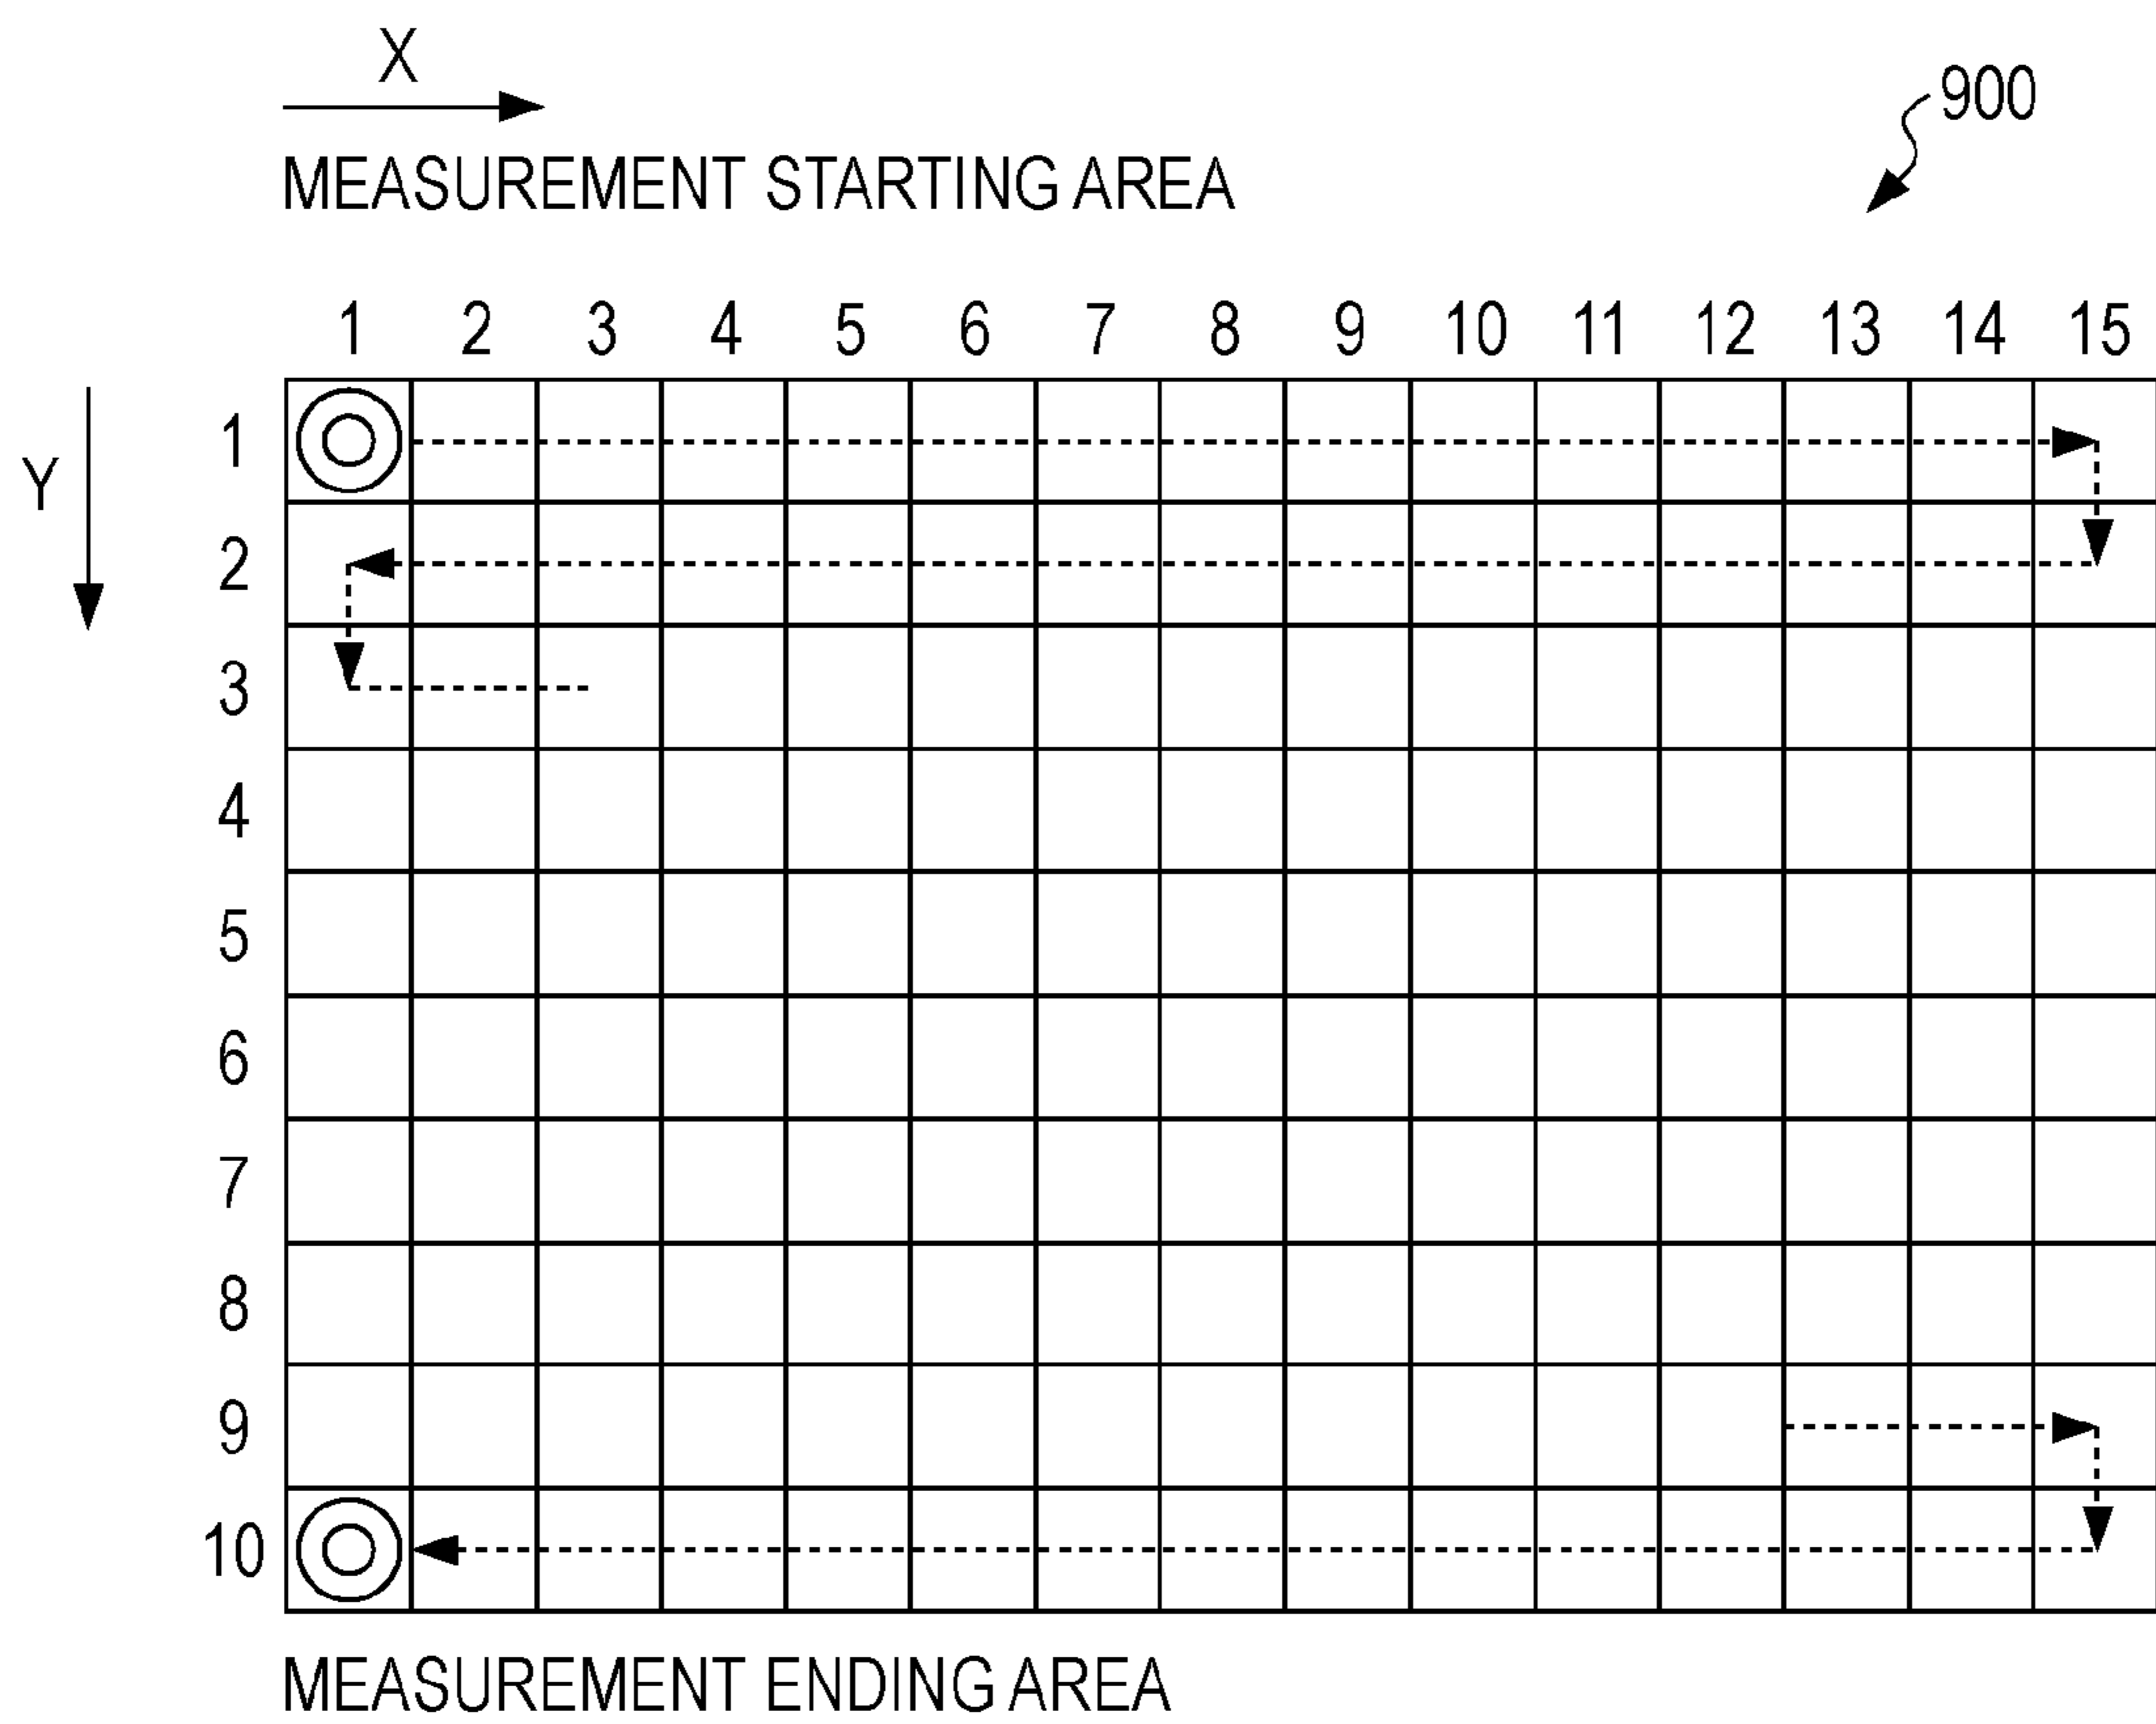 X
900
MEASUREMENT STARTING AREA
1 2 3 4 5 6 7 8 9 10 11 12 13 14 15
1
Y
2
3
4
5
6
7
8
9
10
MEASUREMENT ENDING AREA